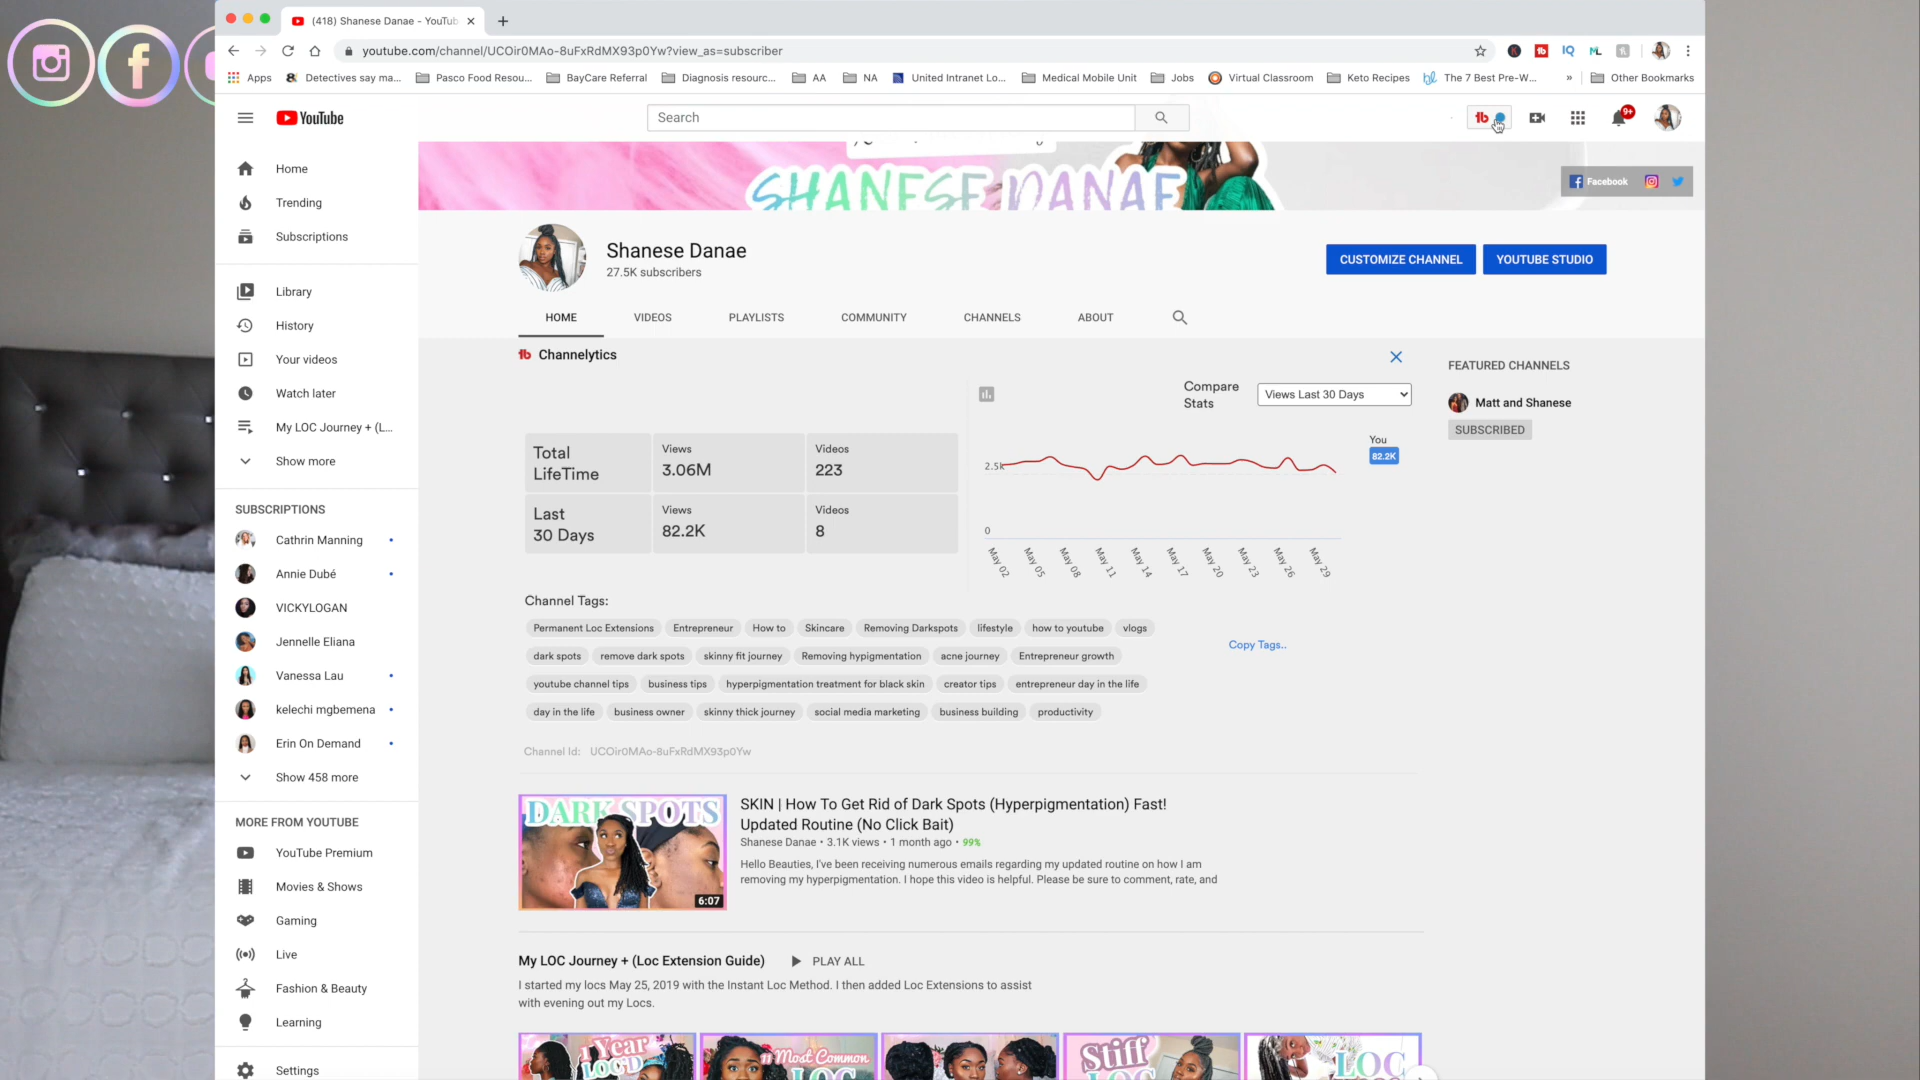 (418) Shanese Danae - YouTub
youtube.com/channel/UCOir0MAo-8uFxRdMX93p0Yw?view_as=subscriber
Apps
Detectives say ma...
Pasco Food Resou...
BayCare Referral
Diagnosis resourc...
AA
NA
United Intranet Lo...
Medical Mobile Unit
Jobs
Virtual Classroom
Keto Recipes
The 7 Best Pre-W...
Other Bookmarks
YouTube
Search
9+
SHANESE DANAE
Facebook
Home
Trending
Subscriptions
Library
History
Your videos
Watch later
My LOC Journey + (L...
Show more
SUBSCRIPTIONS
Cathrin Manning
Annie Dubé
VICKYLOGAN
Jennelle Eliana
Vanessa Lau
kelechi mgbemena
Erin On Demand
Show 458 more
MORE FROM YOUTUBE
YouTube Premium
Movies & Shows
Gaming
Live
Fashion & Beauty
Learning
Settings
Shanese Danae
27.5K subscribers
CUSTOMIZE CHANNEL
YOUTUBE STUDIO
HOME
VIDEOS
PLAYLISTS
COMMUNITY
CHANNELS
ABOUT
Channelytics
Compare Stats
Views Last 30 Days
Total LifeTime
Views
3.06M
Videos
223
Last 30 Days
Views
82.2K
Videos
8
You
82.2K
2.5k
0
May 02
May 05
May 08
May 11
May 14
May 17
May 20
May 23
May 26
May 29
FEATURED CHANNELS
Matt and Shanese
SUBSCRIBED
Channel Tags:
Permanent Loc Extensions
Entrepreneur
How to
Skincare
Removing Darkspots
lifestyle
how to youtube
vlogs
dark spots
remove dark spots
skinny fit journey
Removing hypigmentation
acne journey
Entrepreneur growth
youtube channel tips
business tips
hyperpigmentation treatment for black skin
creator tips
entrepreneur day in the life
day in the life
business owner
skinny thick journey
social media marketing
business building
productivity
Copy Tags..
Channel Id: UCOir0MAo-8uFxRdMX93p0Yw
DARK SPOTS
6:07
SKIN | How To Get Rid of Dark Spots (Hyperpigmentation) Fast!
Updated Routine (No Click Bait)
Shanese Danae • 3.1K views • 1 month ago • 99%
Hello Beauties, I've been receiving numerous emails regarding my updated routine on how I am
removing my hyperpigmentation. I hope this video is helpful. Please be sure to comment, rate, and
My LOC Journey + (Loc Extension Guide)
PLAY ALL
I started my locs May 25, 2019 with the Instant Loc Method. I then added Loc Extensions to assist
with evening out my Locs.
1 Year
LOC'D
11 Most Common
LOC
Stiff
LOC